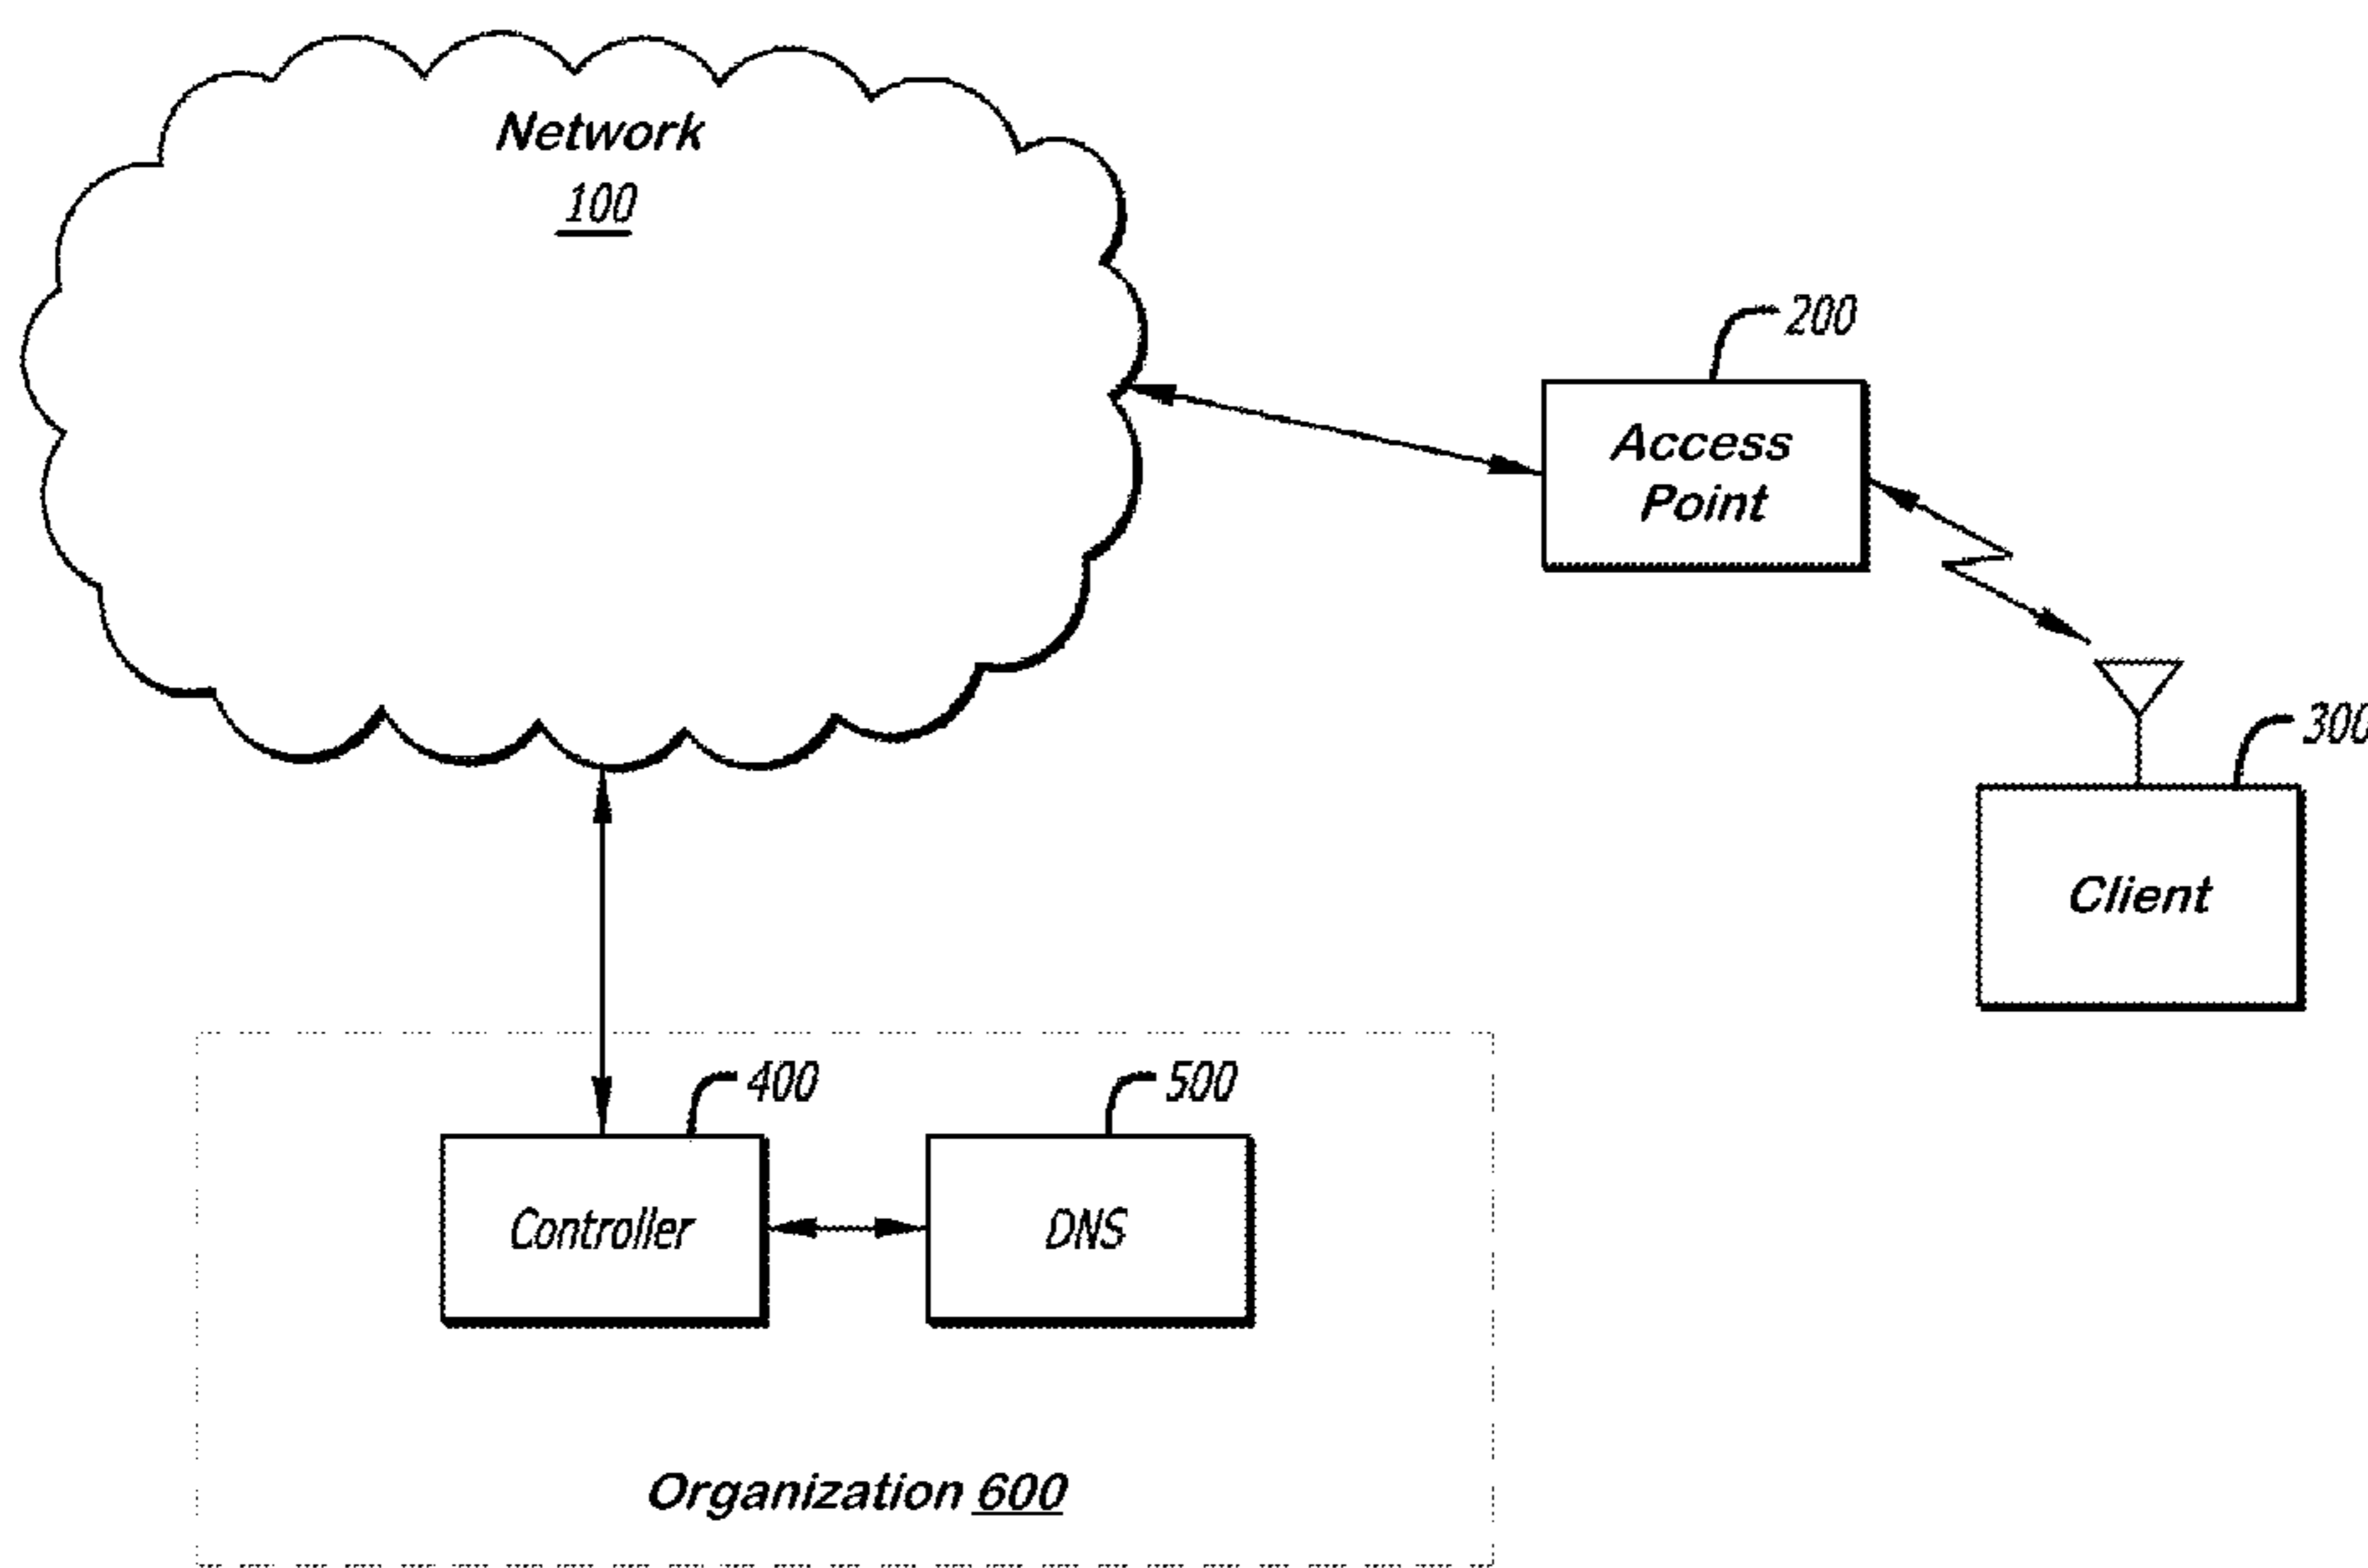 Network
100
200
Access
Point
300
Client
400
500
Controller
DNS
Organization 600